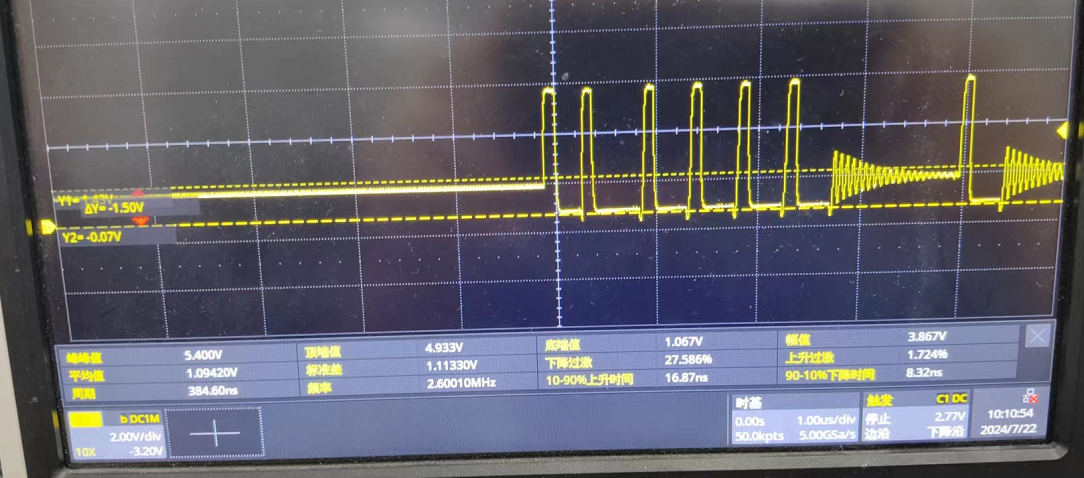 ΔY= -1.50V
Y2= -0.07V
峰峰值 5.400V 顶端值 4.933V 底端值 1.067V 幅值 3.867V
平均值 1.09420V 标准差 1.11330V 下降过激 27.586% 上升过激 1.724%
周期 384.60ns 频率 2.60010MHz 10-90%上升时间 16.87ns 90-10%下降时间 8.32ns
b DC1M
2.00V/div
10X -3.20V
时基
0.00s 1.00us/div
50.0kpts 5.00GSa/s
触发 C1 DC
停止 2.77V
边沿 下降沿
10:10:54
2024/7/22